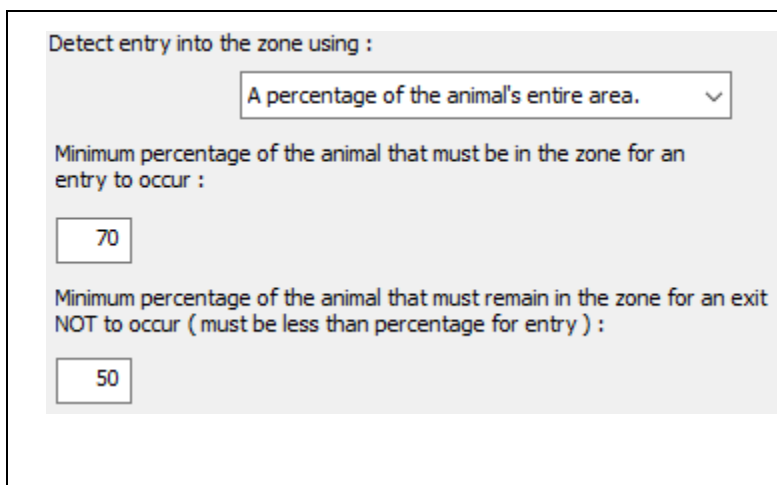 Detect entry into the zone using :
A percentage of the animal's entire area.
Minimum percentage of the animal that must be in the zone for an
entry to occur :
70
Minimum percentage of the animal that must remain in the zone for an exit
NOT to occur ( must be less than percentage for entry ) :
50